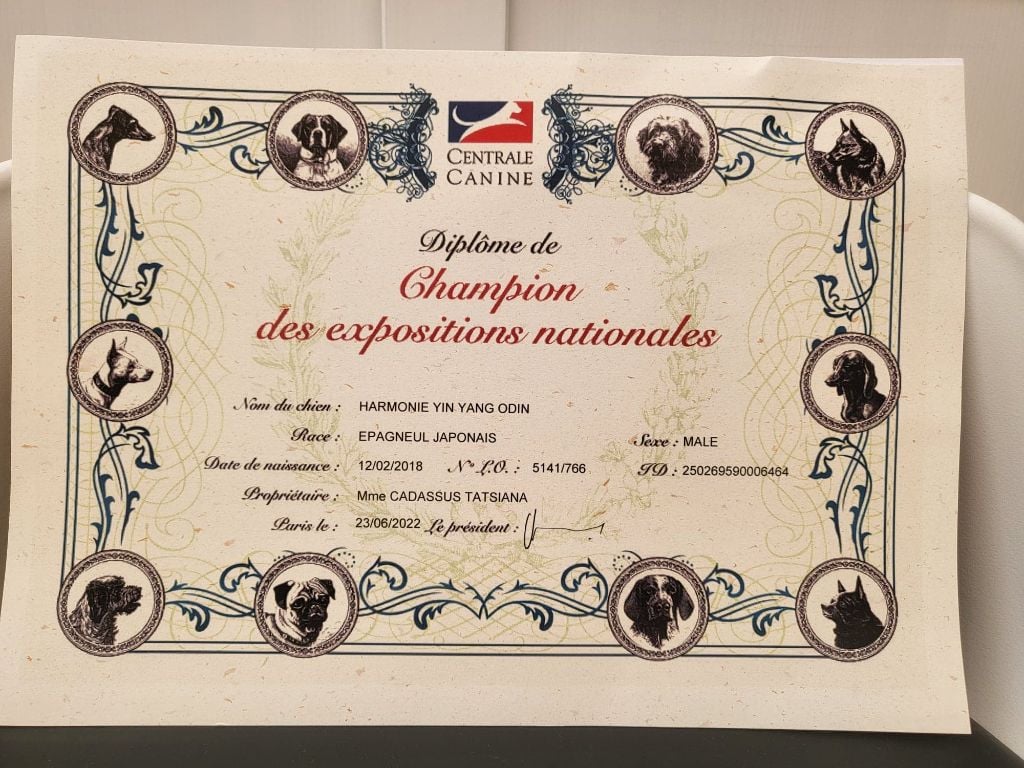 CENTRALE
CANINE
Diplôme de
Champion
des expositions nationales
Nom du chien : HARMONIE YIN YANG ODIN
Race : EPAGNEUL JAPONAIS Sexe : MALE
Date de naissance : 12/02/2018 N° L.O. : 5141/766 ID : 250269590006464
Propriétaire : Mme CADASSUS TATSIANA
Paris le : 23/06/2022 Le président :